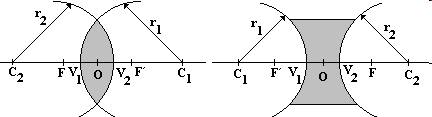 r2 r1
C2 F V1 O V2 F´ C1
r1 r2
C1 F´ V1 O V2 F C2